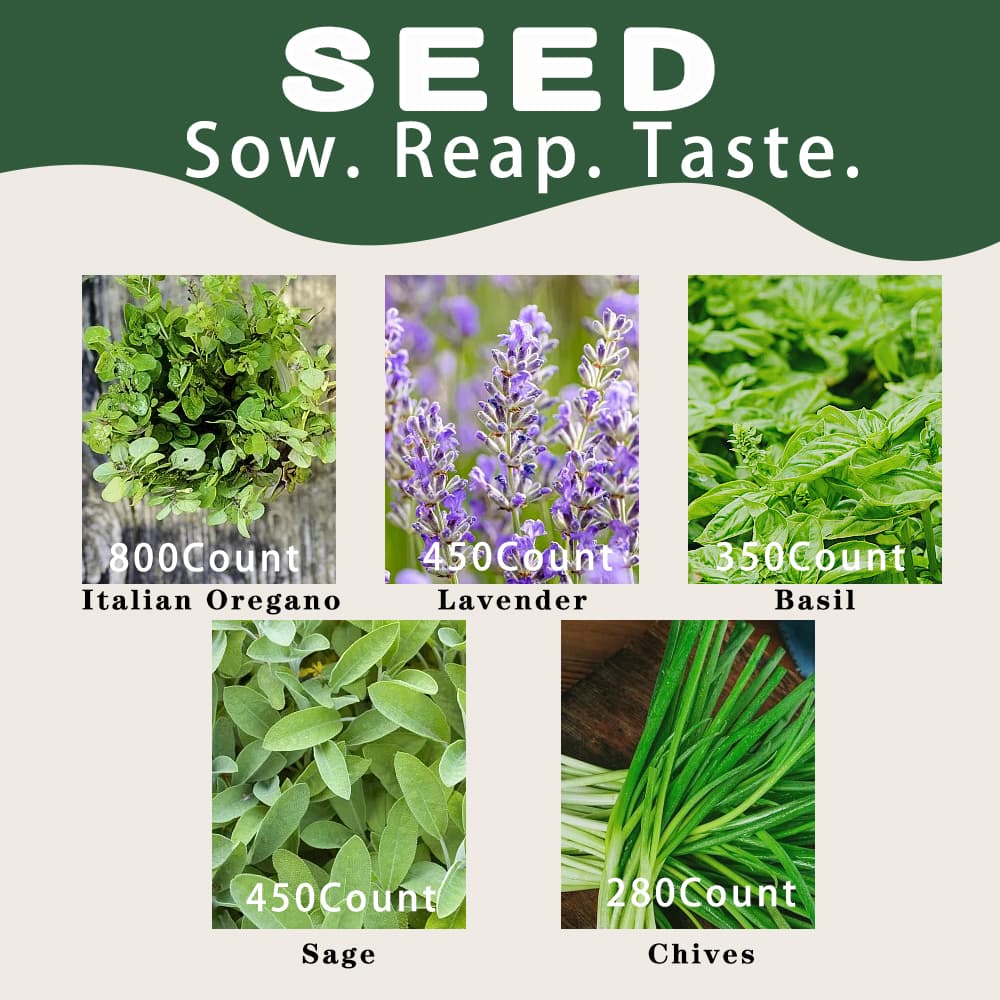 SEED
Sow. Reap. Taste.
800Count
450Count
350Count
Italian Oregano
Lavender
Basil
450Count
280Count
Sage
Chives